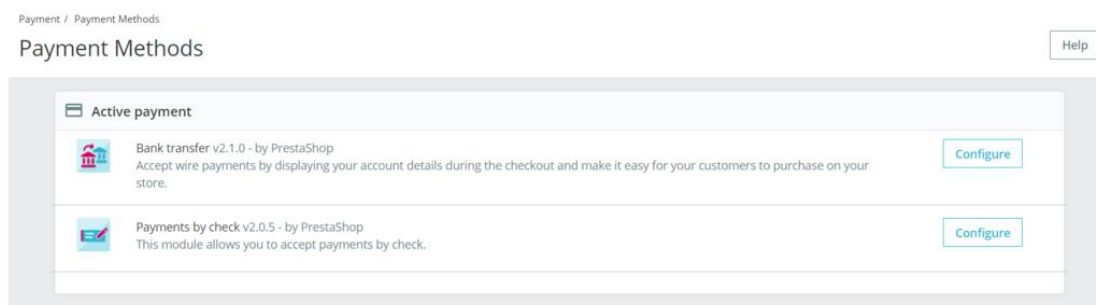 Payment / Payment Methods
Payment Methods
Help
Active payment
Bank transfer v2.1.0 - by PrestaShop
Accept wire payments by displaying your account details during the checkout and make it easy for your customers to purchase on your
store.
Configure
Payments by check v2.0.5 - by PrestaShop
This module allows you to accept payments by check.
Configure